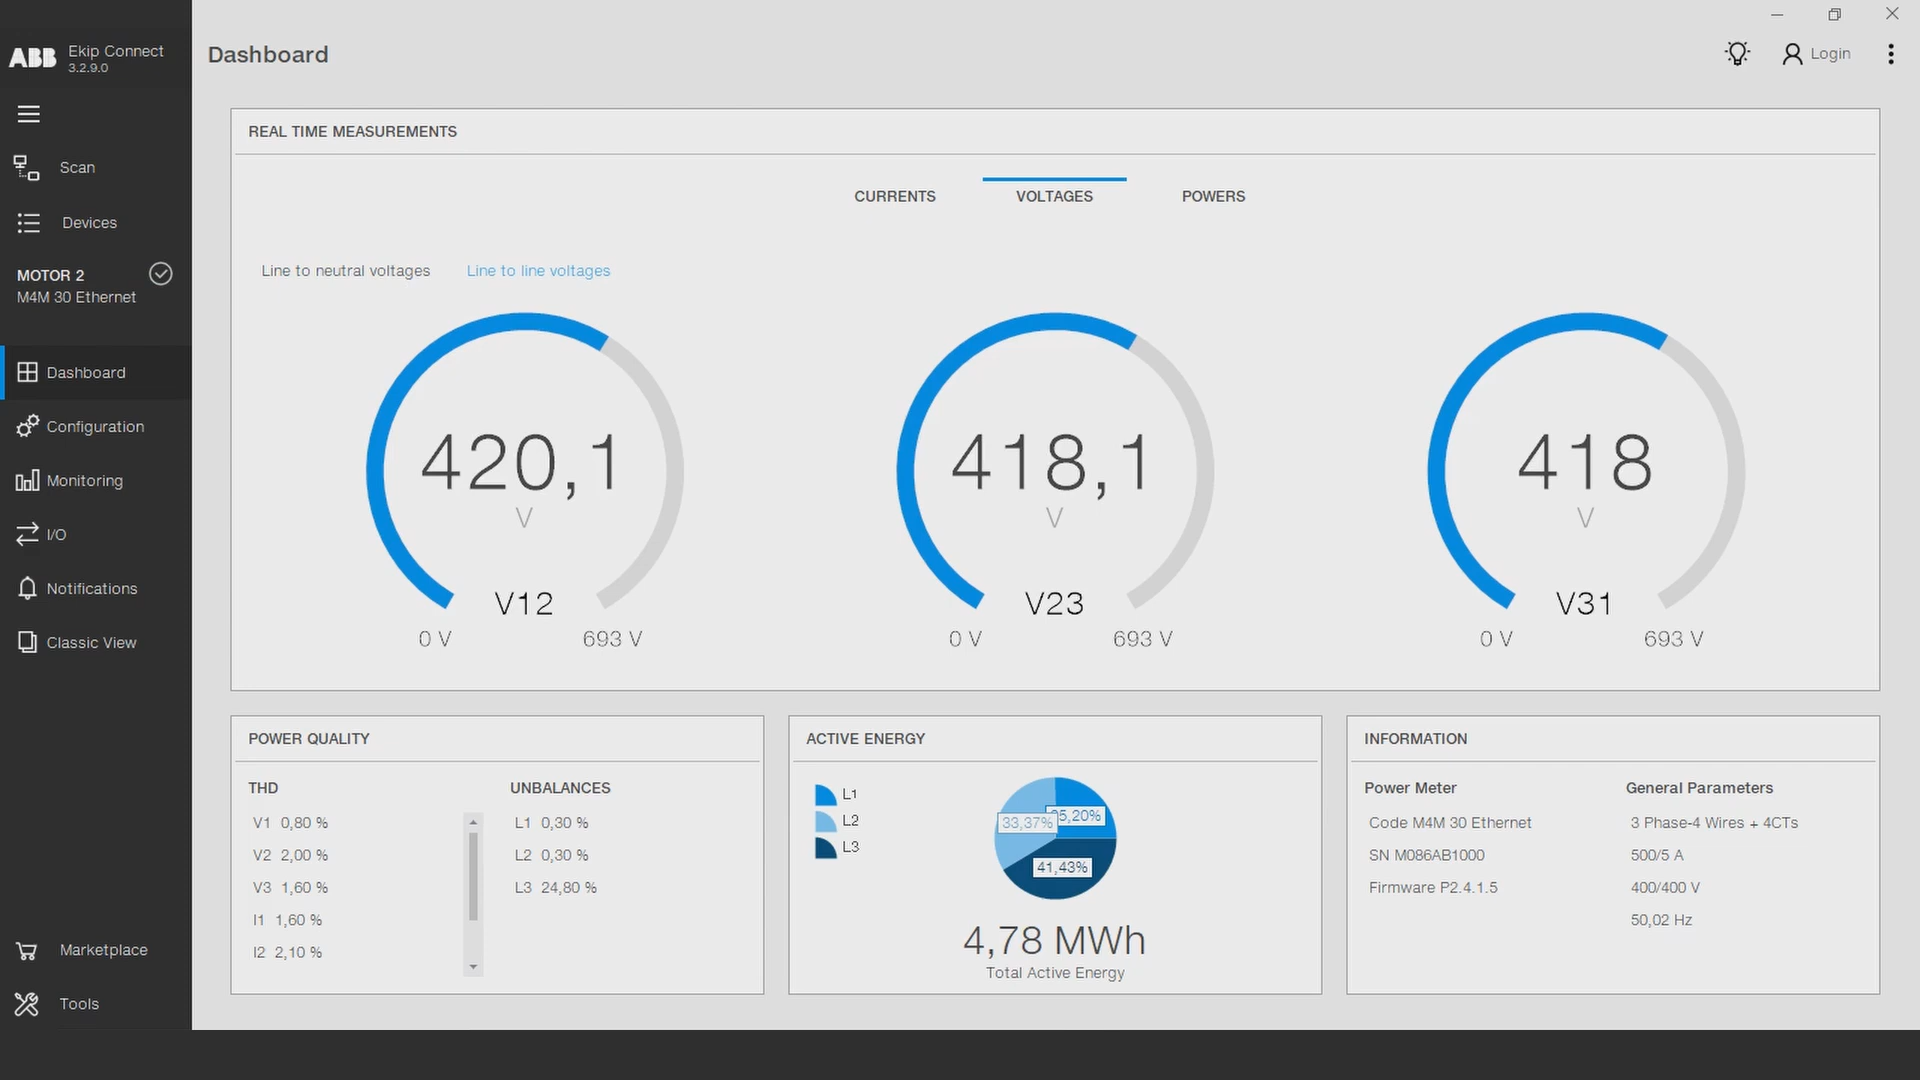 ABB
Ekip Connect
3.2.9.0
Dashboard
Login
Scan
Devices
MOTOR 2
M4M 30 Ethernet
Dashboard
Configuration
Monitoring
I/O
Notifications
Classic View
Marketplace
Tools
REAL TIME MEASUREMENTS
CURRENTS
VOLTAGES
POWERS
Line to neutral voltages
Line to line voltages
420,1
V
V12
0 V
693 V
418,1
V
V23
0 V
693 V
418
V
V31
0 V
693 V
POWER QUALITY
THD
V1 0,80 %
V2 2,00 %
V3 1,60 %
I1 1,60 %
I2 2,10 %
UNBALANCES
L1 0,30 %
L2 0,30 %
L3 24,80 %
ACTIVE ENERGY
L1
L2
L3
33,37%
5,20%
41,43%
4,78 MWh
Total Active Energy
INFORMATION
Power Meter
Code M4M 30 Ethernet
SN M086AB1000
Firmware P2.4.1.5
General Parameters
3 Phase-4 Wires + 4CTs
500/5 A
400/400 V
50,02 Hz